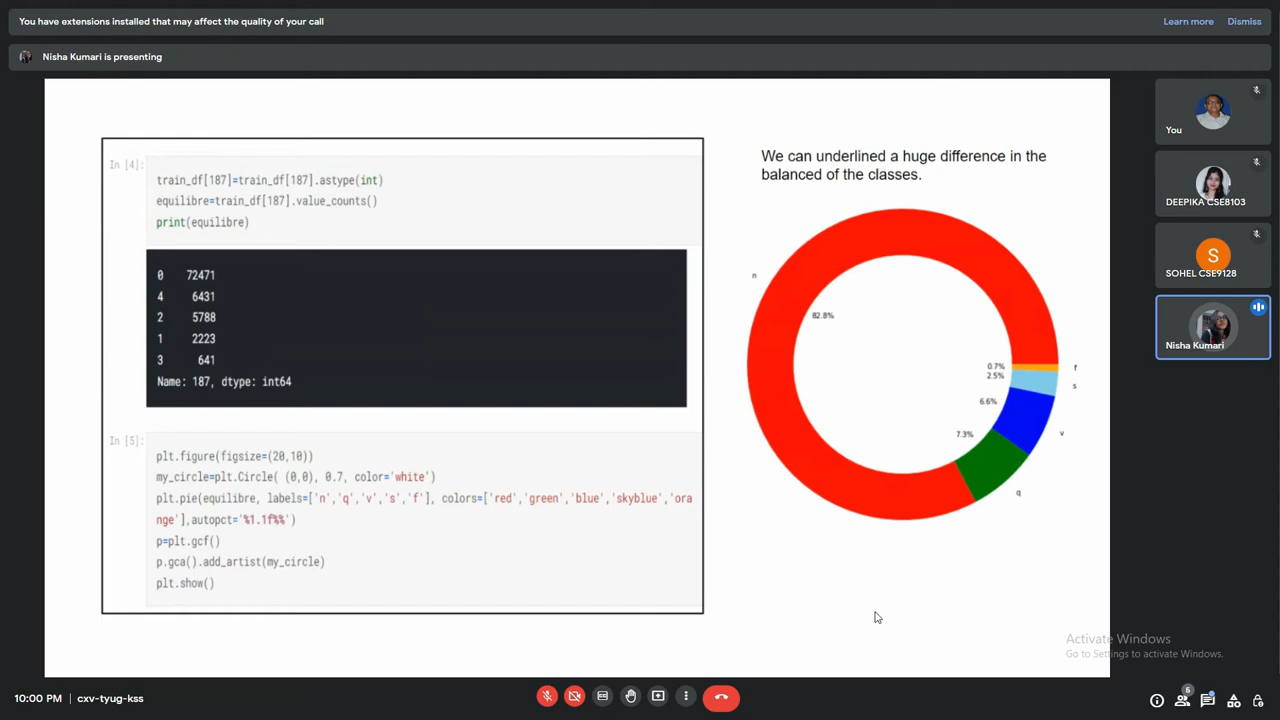 You have extensions installed that may affect the quality of your call
Learn more
Dismiss
Nisha Kumari is presenting
In [4]:
train_df[187]=train_df[187].astype(int)
equilibre=train_df[187].value_counts()
print(equilibre)
0 72471
4 6431
2 5788
1 2223
3 641
Name: 187, dtype: int64
In [5]:
plt.figure(figsize=(20,10))
my_circle=plt.Circle( (0,0), 0.7, color='white')
plt.pie(equilibre, labels=['n','q','v','s','f'], colors=['red','green','blue','skyblue','ora
nge'],autopct='%1.1f%%')
p=plt.gcf()
p.gca().add_artist(my_circle)
plt.show()
We can underlined a huge difference in the
balanced of the classes.
n
82.8%
0.7%
f
2.5%
s
6.6%
v
7.3%
q
You
DEEPIKA CSE8103
S
SOHEL CSE9128
Nisha Kumari
Activate Windows
Go to Settings to activate Windows.
10:00 PM | cxv-tyug-kss
5